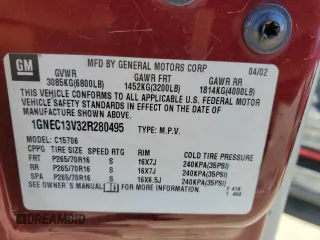 GM
MFD BY GENERAL MOTORS CORP 04/02
GVWR GAWR FRT GAWR RR
3085KG(6800LB) 1452KG(3200LB) 1814KG(4000LB)
THIS VEHICLE CONFORMS TO ALL APPLICABLE U.S. FEDERAL MOTOR
VEHICLE SAFETY STANDARDS IN EFFECT ON THE DATE OF
MANUFACTURE SHOWN ABOVE.
1GNEC13V32R280495 TYPE: M.P.V.
MODEL: C15706
CPPG TIRE SIZE SPEED RTG RIM COLD TIRE PRESSURE
FRT P265/70R16 S 16X7J 240KPA(35PSI)
RR P265/70R16 S 16X7J 240KPA(35PSI)
SPA P265/70R16 S 16X6.5J 240KPA(35PSI)
SEE OWNER'S MANUAL FOR ADDITIONAL INFORMATION.